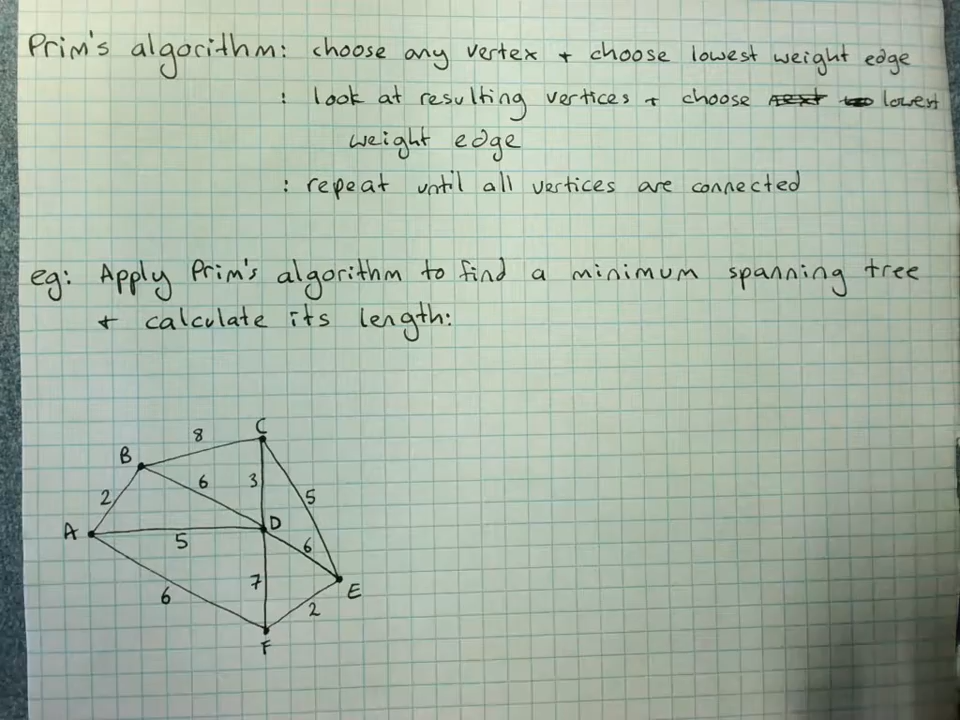 Prim's algorithm: choose any vertex + choose lowest weight edge
: look at resulting vertices + choose lowest
weight edge
: repeat until all vertices are connected
eg: Apply Prim's algorithm to find a minimum spanning tree
+ calculate its length:
C
8
B
6
3
2
5
A
D
5
6
7
E
6
2
F